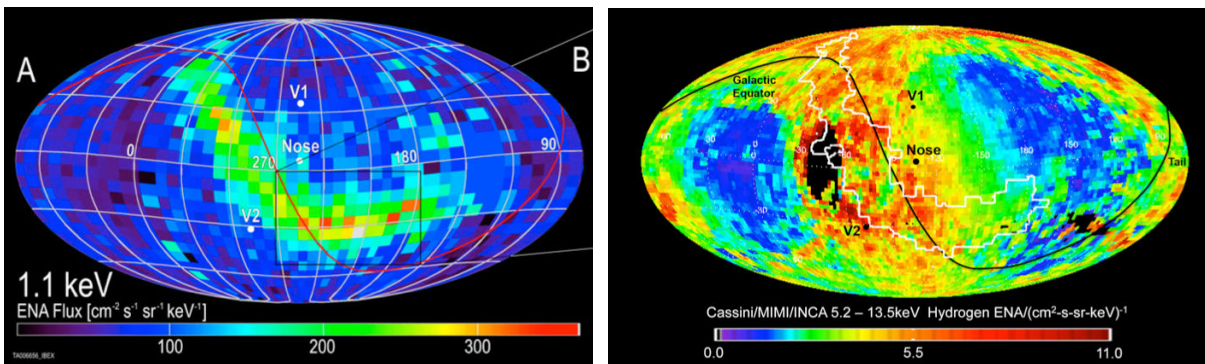 A
B
V1
Nose
0
270
180
90
V2
1.1 keV
ENA Flux [cm-2 s-1 sr-1 keV-1]
100
200
300
TA006656_IBEX
Galactic
Equator
V1
Nose
Tail
V2
Cassini/MIMI/INCA 5.2 – 13.5keV Hydrogen ENA/(cm²-s-sr-keV)-1
0.0
5.5
11.0